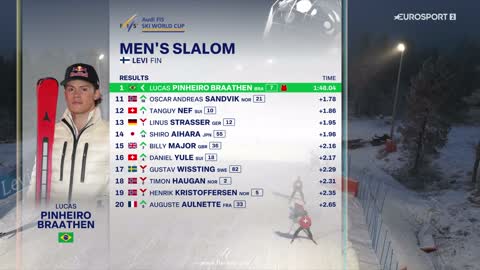 EUROSPORT 2
Audi FIS
SKI WORLD CUP
F/I/S
MEN'S SLALOM
LEVI FIN
RESULTS TIME
1 LUCAS PINHEIRO BRAATHEN BRA 7 1:48.04
11 OSCAR ANDREAS SANDVIK NOR 21 +1.78
12 TANGUY NEF SUI 10 +1.86
13 LINUS STRASSER GER 12 +1.95
14 SHIRO AIHARA JPN 55 +1.98
15 BILLY MAJOR GBR 36 +2.16
16 DANIEL YULE SUI 18 +2.17
17 GUSTAV WISSTING SWE 62 +2.29
18 TIMON HAUGAN NOR 2 +2.31
19 HENRIK KRISTOFFERSEN NOR 5 +2.35
20 AUGUSTE AULNETTE FRA 33 +2.65
LUCAS
PINHEIRO
BRAATHEN